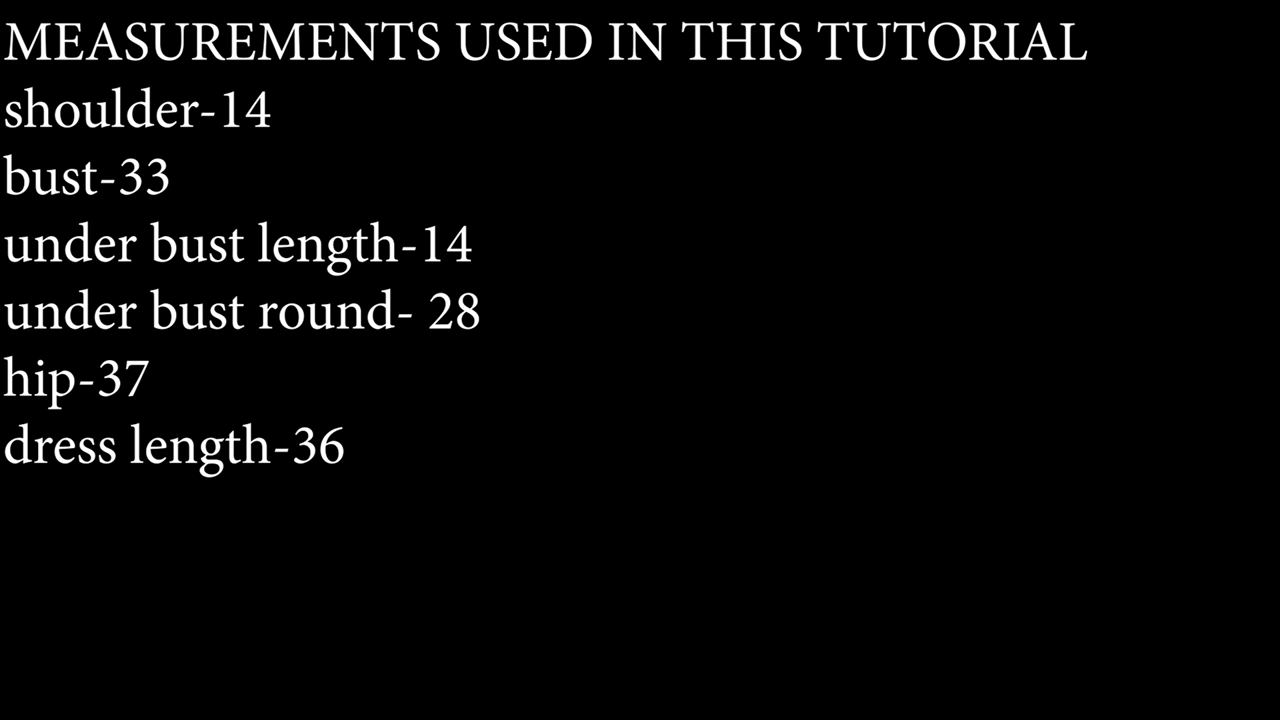 MEASUREMENTS USED IN THIS TUTORIAL
shoulder-14
bust-33
under bust length-14
under bust round- 28
hip-37
dress length-36